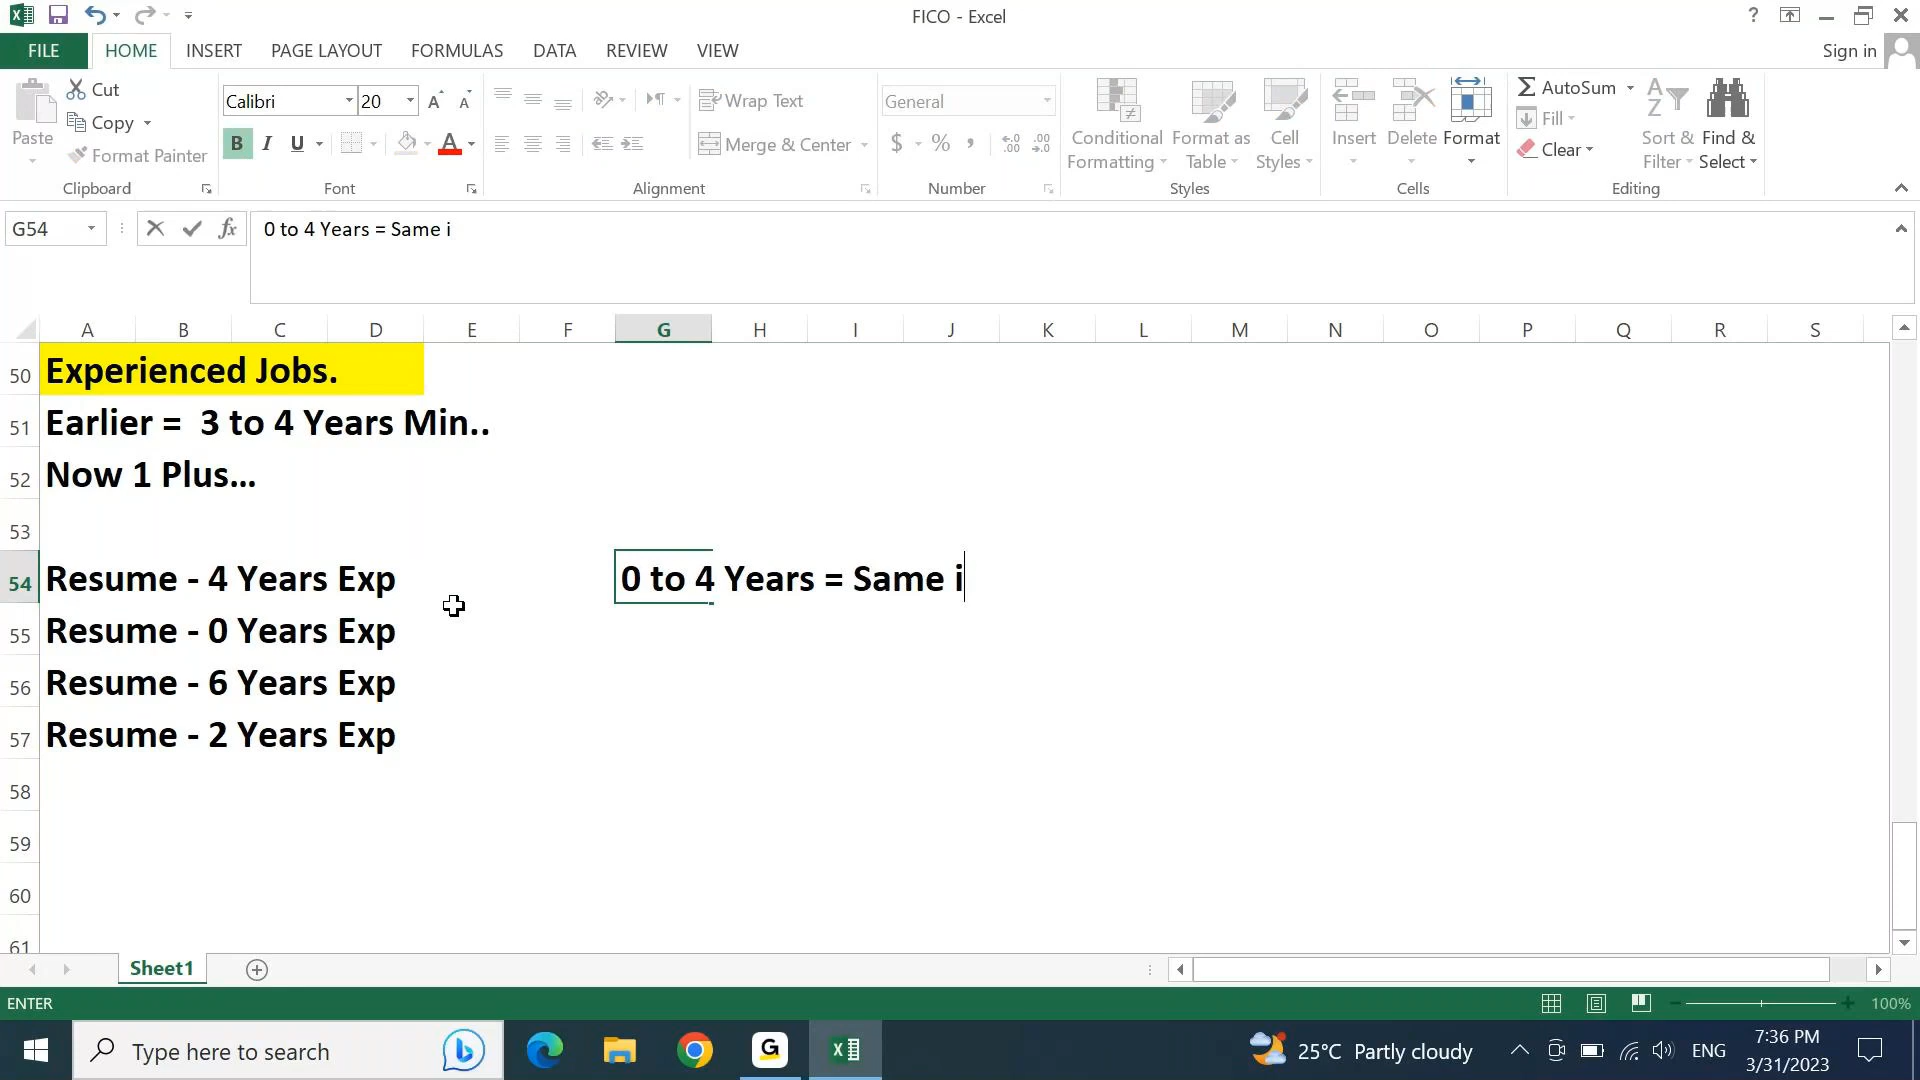 FICO - Excel
?
FILE HOME INSERT PAGE LAYOUT FORMULAS DATA REVIEW VIEW Sign in
Paste
Cut
Copy
Format Painter
Clipboard
Calibri 20
B I U
Font
Wrap Text
Merge & Center
Alignment
General
$ % ,
Number
Conditional Formatting
Format as Table
Cell Styles
Styles
Insert Delete Format
Cells
AutoSum
Fill
Clear
Sort & Filter
Find & Select
Editing
G54 fx 0 to 4 Years = Same i
A B C D E F G H I J K L M N O P Q R S
50 Experienced Jobs.
51 Earlier =  3 to 4 Years Min..
52 Now 1 Plus...
53
54 Resume - 4 Years Exp 0 to 4 Years = Same i
55 Resume - 0 Years Exp
56 Resume - 6 Years Exp
57 Resume - 2 Years Exp
58
59
60
61
Sheet1
ENTER 100%
Type here to search 25°C Partly cloudy ENG 7:36 PM
3/31/2023